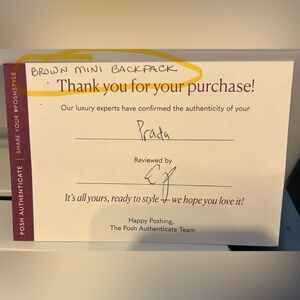 BROWN MINI BACKPACK
Thank you for your purchase!
Our luxury experts have confirmed the authenticity of your
Prada
Reviewed by
It's all yours, ready to style — we hope you love it!
Happy Poshing,
The Posh Authenticate Team
POSH AUTHENTICATE | SHARE YOUR #POSHSTYLE